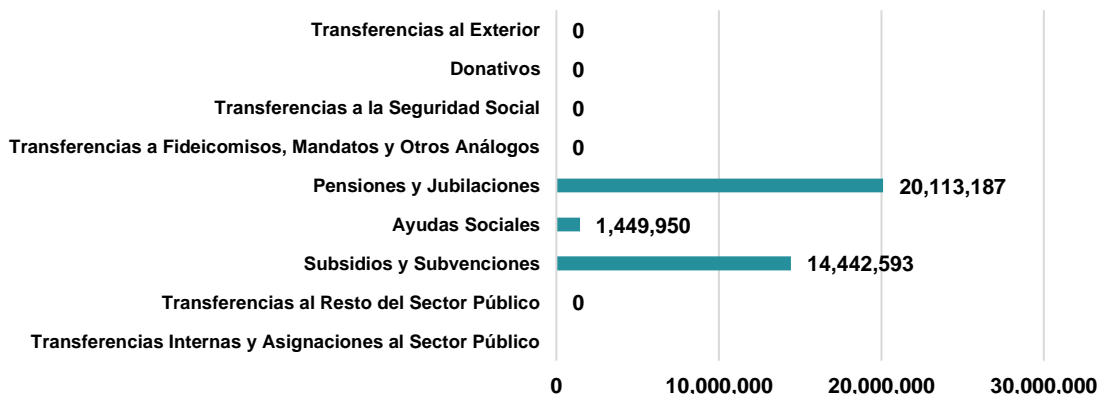 Transferencias al Exterior 0
Donativos 0
Transferencias a la Seguridad Social 0
Transferencias a Fideicomisos, Mandatos y Otros Análogos 0
Pensiones y Jubilaciones 20,113,187
Ayudas Sociales 1,449,950
Subsidios y Subvenciones 14,442,593
Transferencias al Resto del Sector Público 0
Transferencias Internas y Asignaciones al Sector Público
0 10,000,000 20,000,000 30,000,000